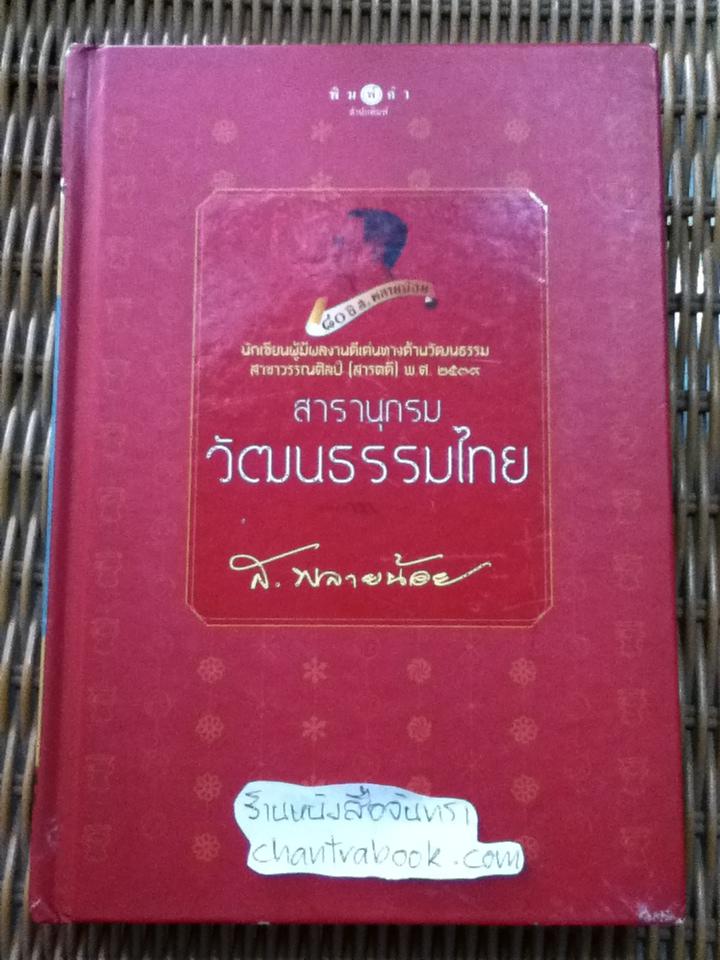 พิมพ์คำ
สำนักพิมพ์
๘๐ ปี ส. พลายน้อย
นักเขียนผู้มีผลงานดีเด่นทางด้านวัฒนธรรม
สาขาวรรณศิลป์ (สารคดี) พ.ศ. ๒๕๓๙
สารานุกรม
วัฒนธรรมไทย
ส. พลายน้อย
ร้านหนังสือจันทรา
chantrabook.com